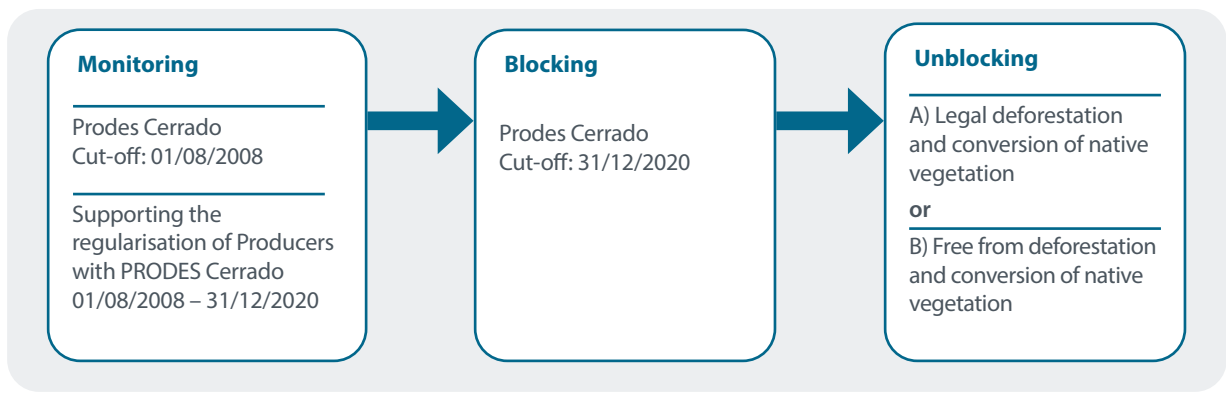 Monitoring
Prodes Cerrado
Cut-off: 01/08/2008
Supporting the
regularisation of Producers
with PRODES Cerrado
01/08/2008 – 31/12/2020
Blocking
Prodes Cerrado
Cut-off: 31/12/2020
Unblocking
A) Legal deforestation
and conversion of native
vegetation
or
B) Free from deforestation
and conversion of native
vegetation